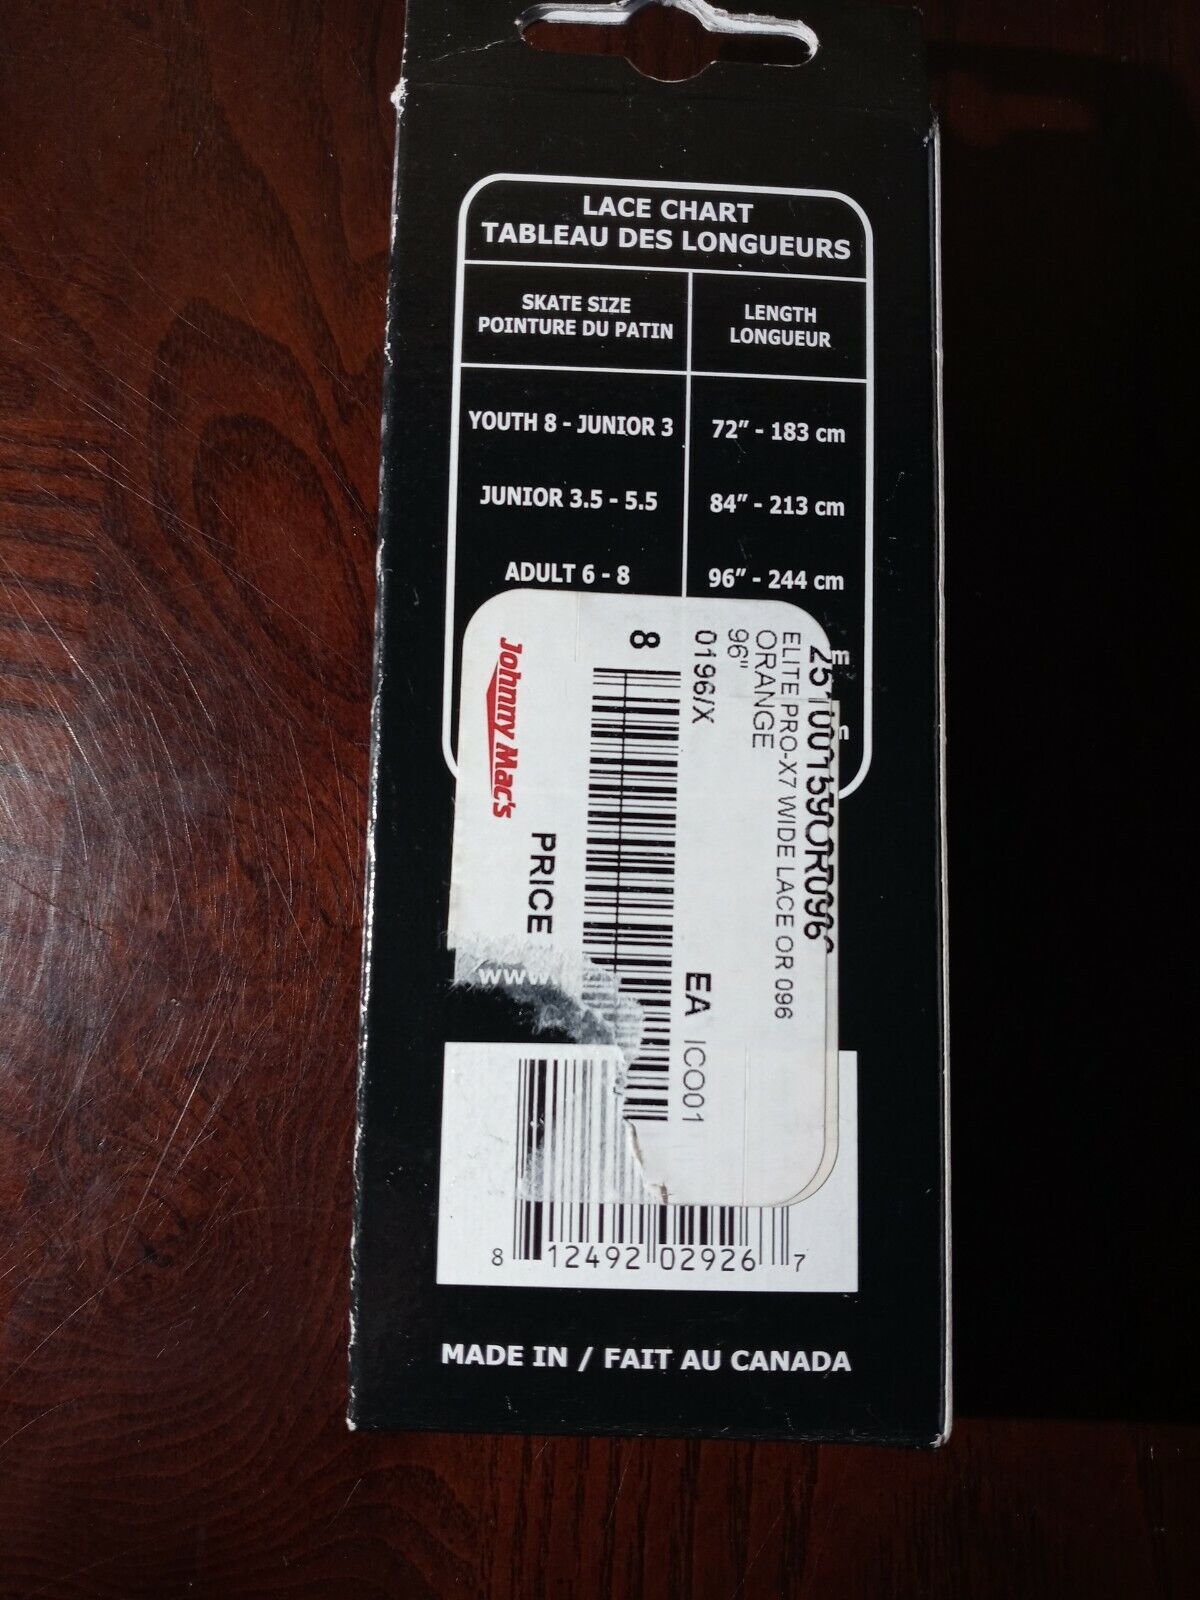 LACE CHART
TABLEAU DES LONGUEURS
SKATE SIZE
POINTURE DU PATIN
LENGTH
LONGUEUR
YOUTH 8 - JUNIOR 3
72" - 183 cm
JUNIOR 3.5 - 5.5
84" - 213 cm
ADULT 6 - 8
96" - 244 cm
ELITE PRO-X7 WIDE LACE OR 096
ORANGE
96"
0196/X
EA ICO01
8
PRICE
Johnny Mac's
www.
8 12492 02926 7
MADE IN / FAIT AU CANADA